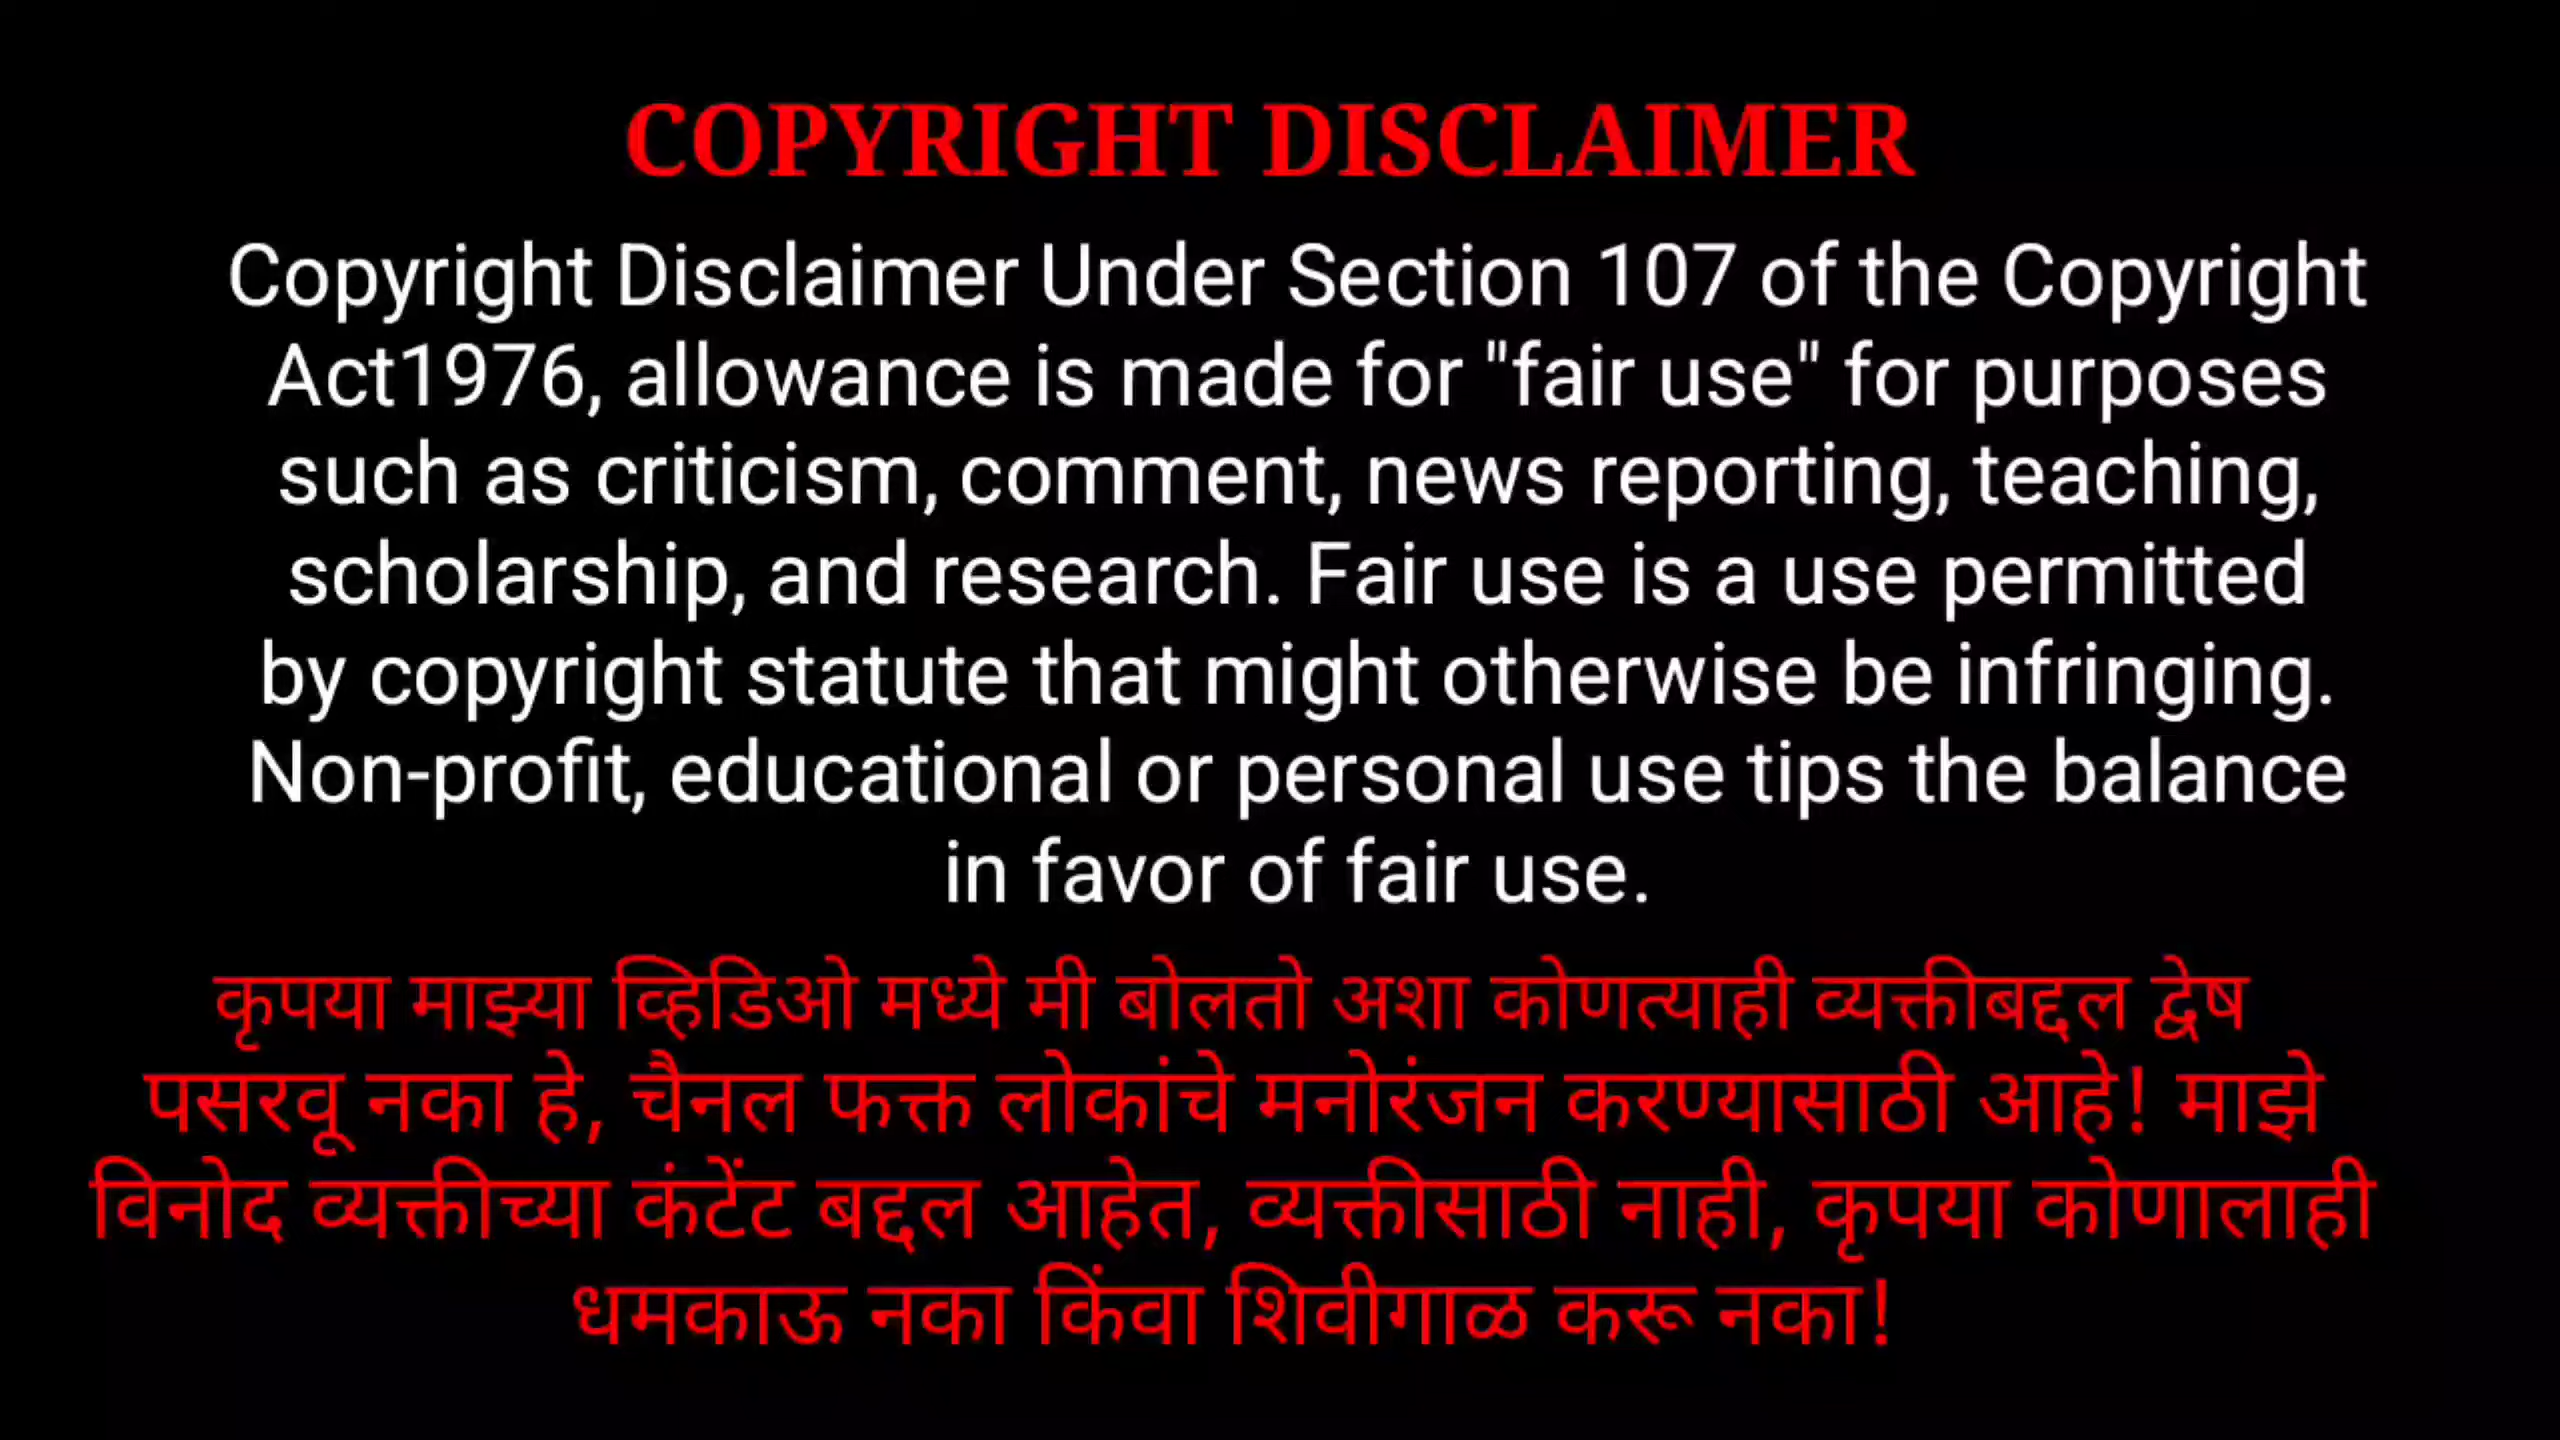 COPYRIGHT DISCLAIMER
Copyright Disclaimer Under Section 107 of the Copyright
Act1976, allowance is made for "fair use" for purposes
such as criticism, comment, news reporting, teaching,
scholarship, and research. Fair use is a use permitted
by copyright statute that might otherwise be infringing.
Non-profit, educational or personal use tips the balance
in favor of fair use.
कृपया माझ्या व्हिडिओ मध्ये मी बोलतो अशा कोणत्याही व्यक्तीबद्दल द्वेष
पसरवू नका हे, चैनल फक्त लोकांचे मनोरंजन करण्यासाठी आहे! माझे
विनोद व्यक्तीच्या कंटेंट बद्दल आहेत, व्यक्तीसाठी नाही, कृपया कोणालाही
धमकाऊ नका किंवा शिवीगाळ करू नका!